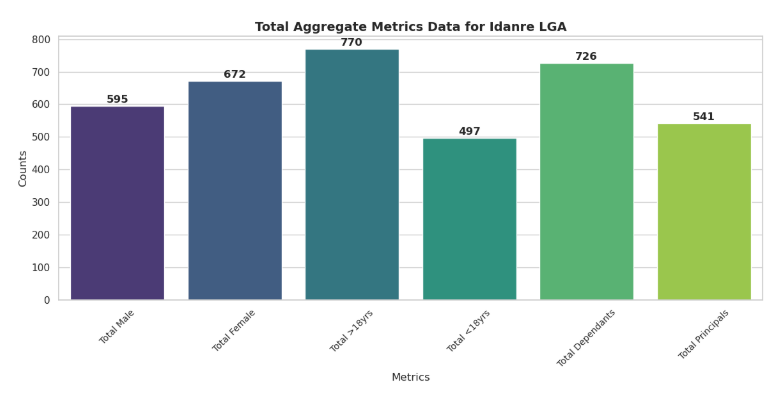 Total Aggregate Metrics Data for Idanre LGA
800
700
600
500
400
300
200
100
0
Counts
595
672
770
497
726
541
Total Male
Total Female
Total >18yrs
Total <18yrs
Total Dependants
Total Principals
Metrics